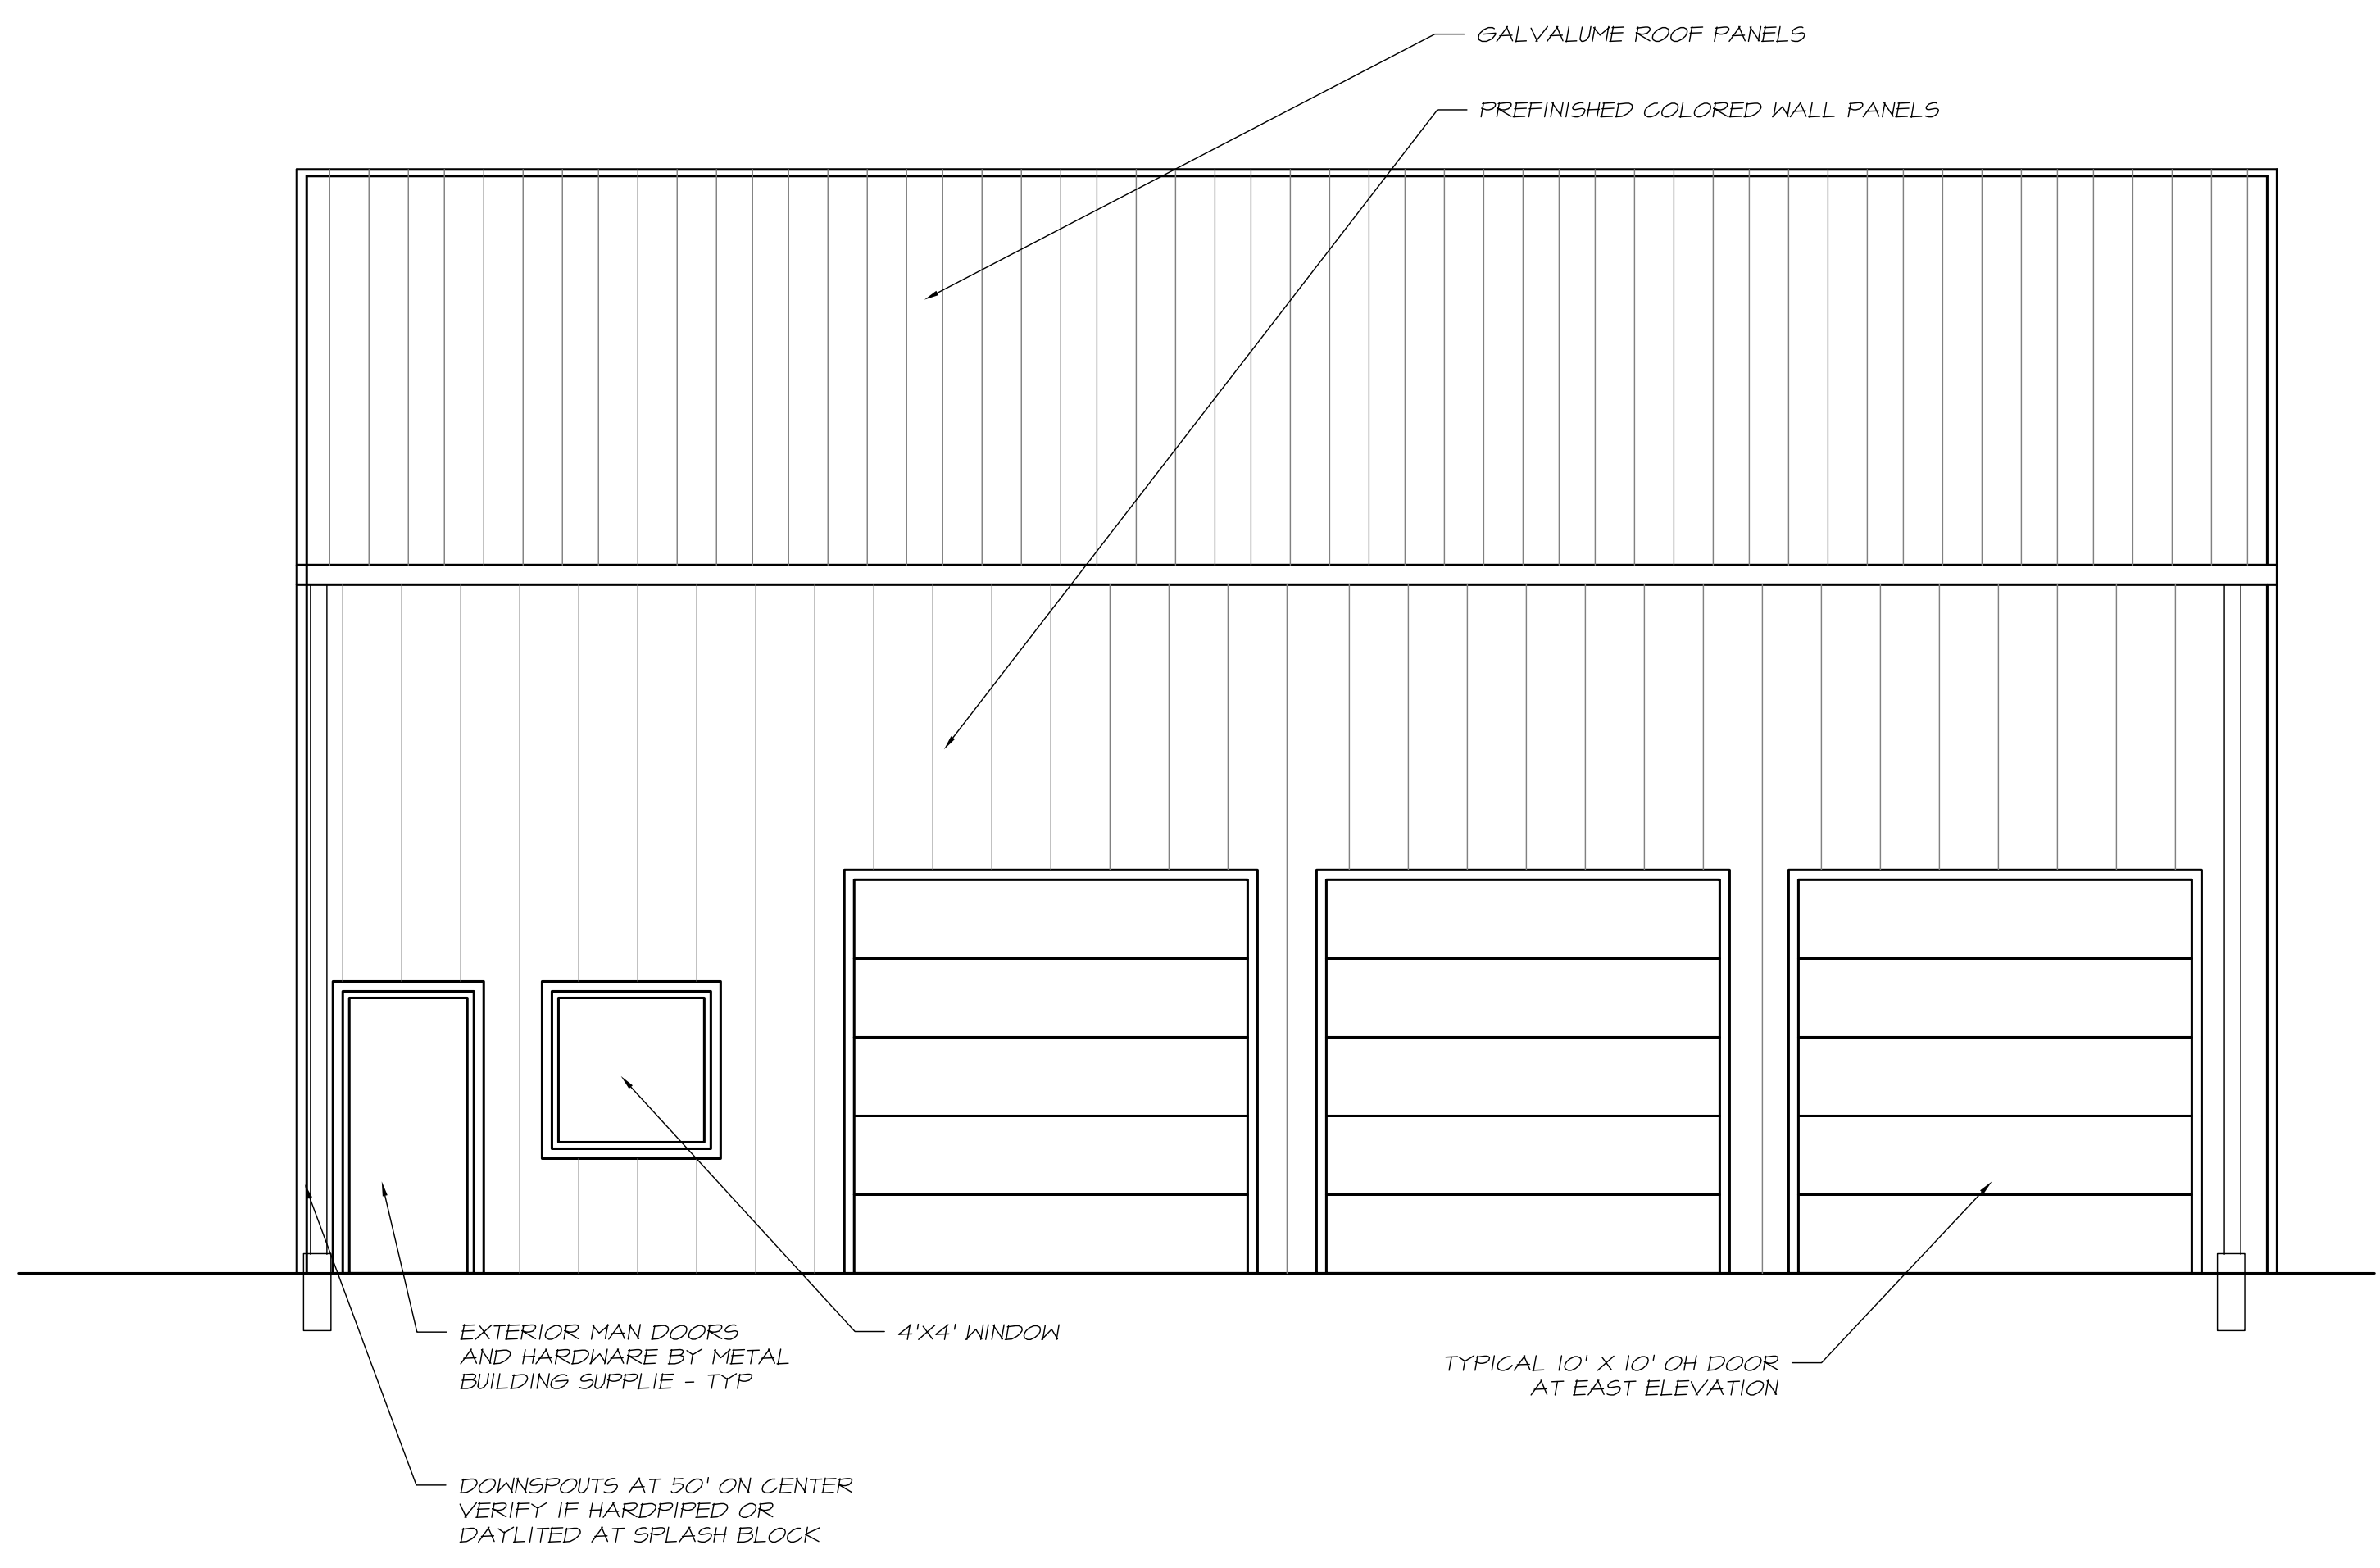 GALVALUME ROOF PANELS
PREFINISHED COLORED WALL PANELS
EXTERIOR MAN DOORS
AND HARDWARE BY METAL
BUILDING SUPPLIE - TYP
4'X4' WINDOW
TYPICAL 10' X 10' OH DOOR
AT EAST ELEVATION
DOWNSPOUTS AT 50' ON CENTER
VERIFY IF HARDPIPED OR
DAYLITED AT SPLASH BLOCK